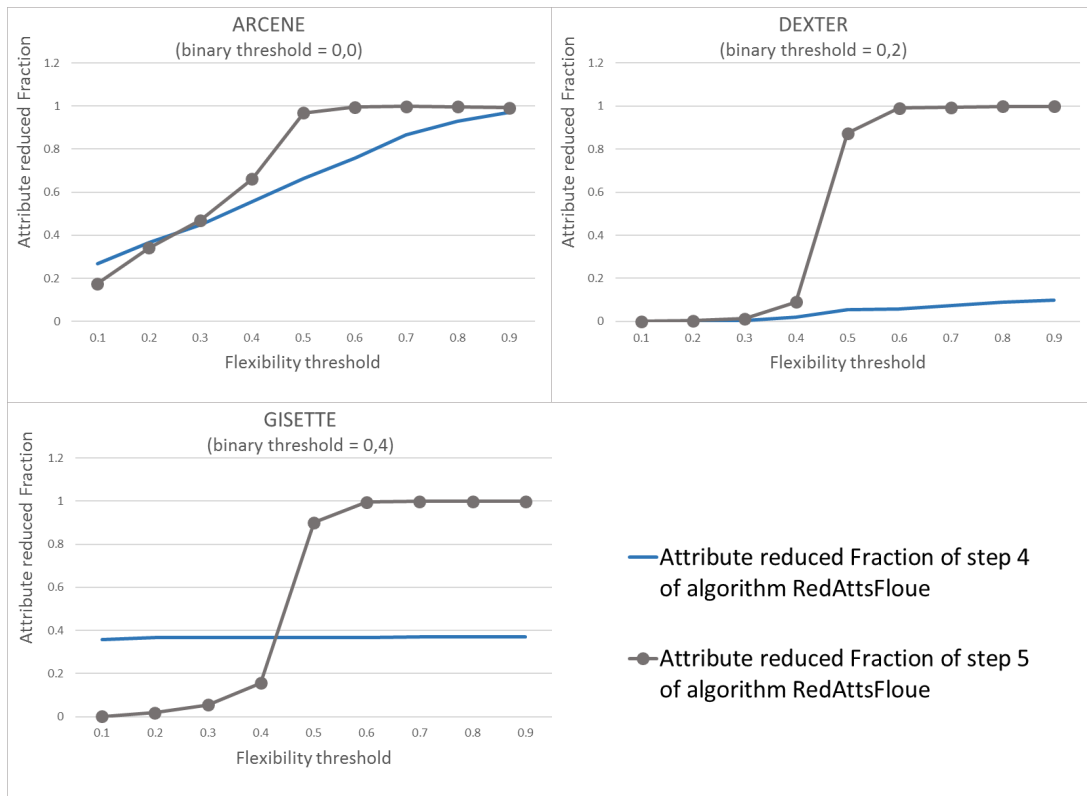 ARCENE
(binary threshold = 0,0)
Attribute reduced Fraction
1.2
1
0.8
0.6
0.4
0.2
0
0.1 0.2 0.3 0.4 0.5 0.6 0.7 0.8 0.9
Flexibility threshold
DEXTER
(binary threshold = 0,2)
Attribute reduced Fraction
1.2
1
0.8
0.6
0.4
0.2
0
0.1 0.2 0.3 0.4 0.5 0.6 0.7 0.8 0.9
Flexibility threshold
GISETTE
(binary threshold = 0,4)
Attribute reduced Fraction
1.2
1
0.8
0.6
0.4
0.2
0
0.1 0.2 0.3 0.4 0.5 0.6 0.7 0.8 0.9
Flexibility threshold
Attribute reduced Fraction of step 4
of algorithm RedAttsFloue
Attribute reduced Fraction of step 5
of algorithm RedAttsFloue